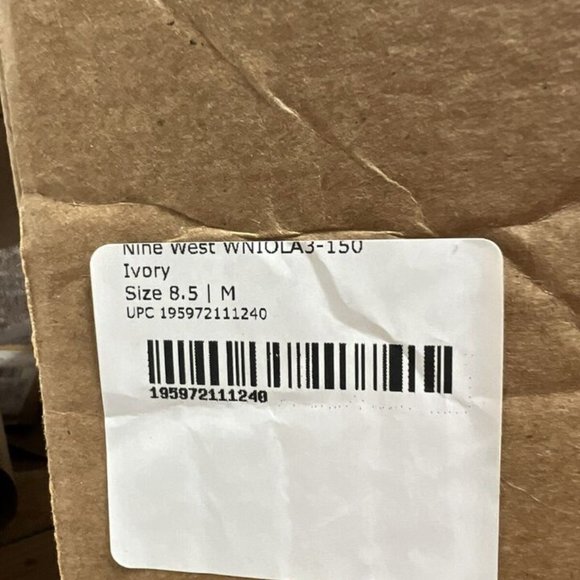 Nine West WNIOLA3-150
Ivory
Size 8.5 | M
UPC 195972111240
195972111240